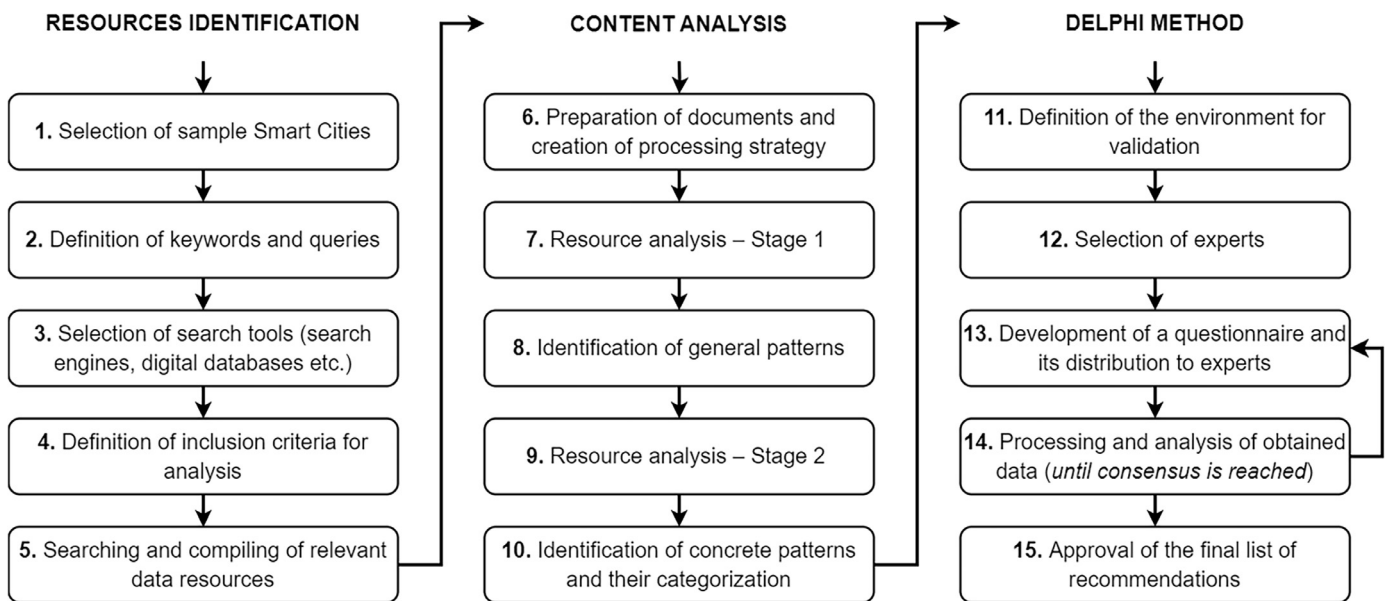 RESOURCES IDENTIFICATION
1. Selection of sample Smart Cities
2. Definition of keywords and queries
3. Selection of search tools (search
engines, digital databases etc.)
4. Definition of inclusion criteria for
analysis
5. Searching and compiling of relevant
data resources
CONTENT ANALYSIS
6. Preparation of documents and
creation of processing strategy
7. Resource analysis – Stage 1
8. Identification of general patterns
9. Resource analysis – Stage 2
10. Identification of concrete patterns
and their categorization
DELPHI METHOD
11. Definition of the environment for
validation
12. Selection of experts
13. Development of a questionnaire and
its distribution to experts
14. Processing and analysis of obtained
data (until consensus is reached)
15. Approval of the final list of
recommendations